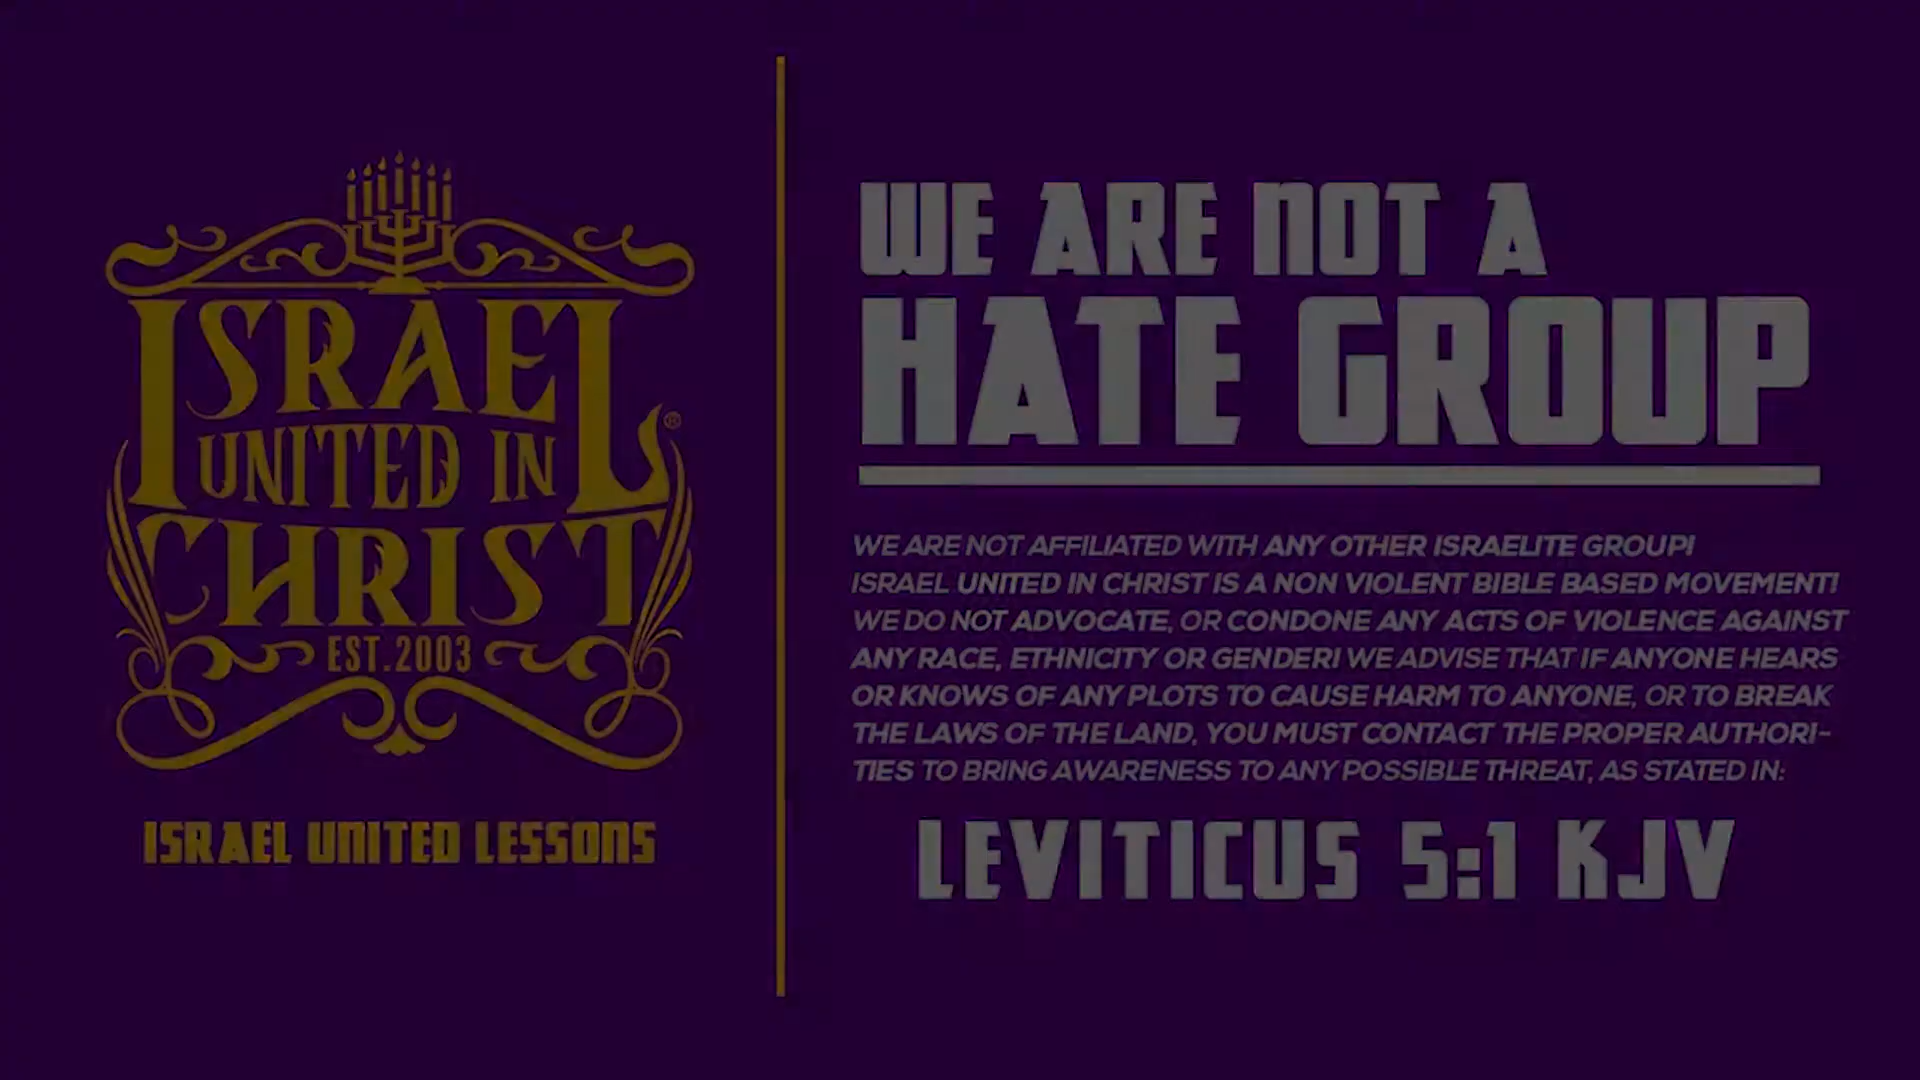 ISRAEL
UNITED IN
CHRIST®
EST.2003
ISRAEL UNITED LESSONS
WE ARE NOT A
HATE GROUP
WE ARE NOT AFFILIATED WITH ANY OTHER ISRAELITE GROUP!
ISRAEL UNITED IN CHRIST IS A NON VIOLENT BIBLE BASED MOVEMENT!
WE DO NOT ADVOCATE, OR CONDONE ANY ACTS OF VIOLENCE AGAINST
ANY RACE, ETHNICITY OR GENDER! WE ADVISE THAT IF ANYONE HEARS
OR KNOWS OF ANY PLOTS TO CAUSE HARM TO ANYONE, OR TO BREAK
THE LAWS OF THE LAND, YOU MUST CONTACT THE PROPER AUTHORI-
TIES TO BRING AWARENESS TO ANY POSSIBLE THREAT, AS STATED IN:
LEVITICUS 5:1 KJV